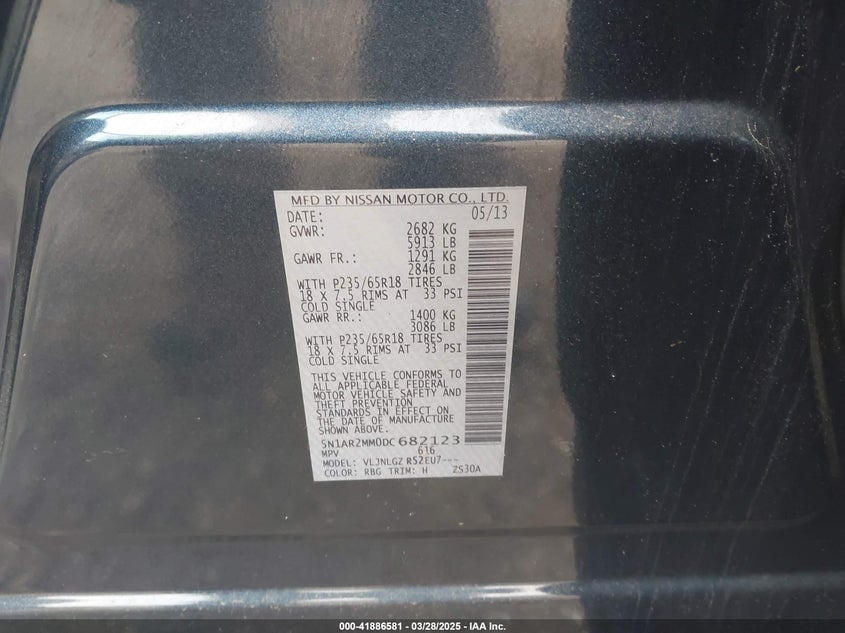 MFD BY NISSAN MOTOR CO., LTD.
DATE: 05/13
GVWR: 2682 KG
5913 LB
GAWR FR.: 1291 KG
2846 LB
WITH P235/65R18 TIRES
18 X 7.5 RIMS AT 33 PSI
COLD SINGLE
GAWR RR.: 1400 KG
3086 LB
WITH P235/65R18 TIRES
18 X 7.5 RIMS AT 33 PSI
COLD SINGLE
THIS VEHICLE CONFORMS TO
ALL APPLICABLE FEDERAL
MOTOR VEHICLE SAFETY AND
THEFT PREVENTION
STANDARDS IN EFFECT ON
THE DATE OF MANUFACTURE
SHOWN ABOVE.
5N1AR2MM0DC682123
MPV 616
MODEL: VLJNLGZ RS2EU7---
COLOR: RBG TRIM: H ZS30A
000-41886581 - 03/28/2025 - IAA Inc.